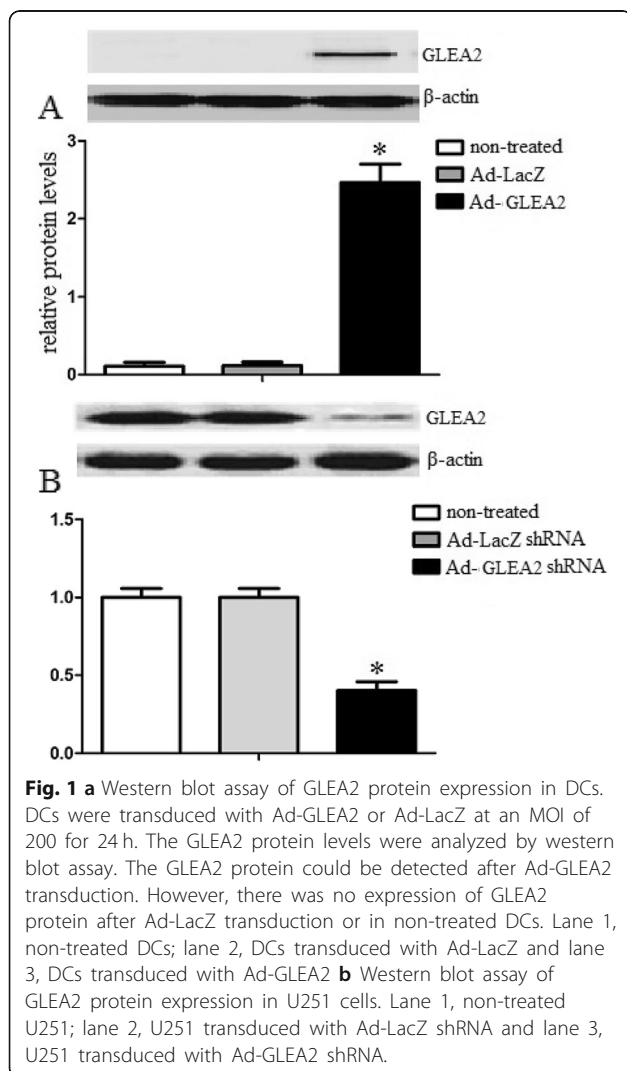 GLEA2
β-actin
A
3
2
1
0
relative protein levels
*
non-treated
Ad-LacZ
Ad- GLEA2
GLEA2
β-actin
B
1.5
1.0
0.5
0.0
*
non-treated
Ad-LacZ shRNA
Ad-GLEA2 shRNA
Fig. 1 a Western blot assay of GLEA2 protein expression in DCs.
DCs were transduced with Ad-GLEA2 or Ad-LacZ at an MOI of
200 for 24 h. The GLEA2 protein levels were analyzed by western
blot assay. The GLEA2 protein could be detected after Ad-GLEA2
transduction. However, there was no expression of GLEA2
protein after Ad-LacZ transduction or in non-treated DCs. Lane 1,
non-treated DCs; lane 2, DCs transduced with Ad-LacZ and lane
3, DCs transduced with Ad-GLEA2 b Western blot assay of
GLEA2 protein expression in U251 cells. Lane 1, non-treated
U251; lane 2, U251 transduced with Ad-LacZ shRNA and lane 3,
U251 transduced with Ad-GLEA2 shRNA.